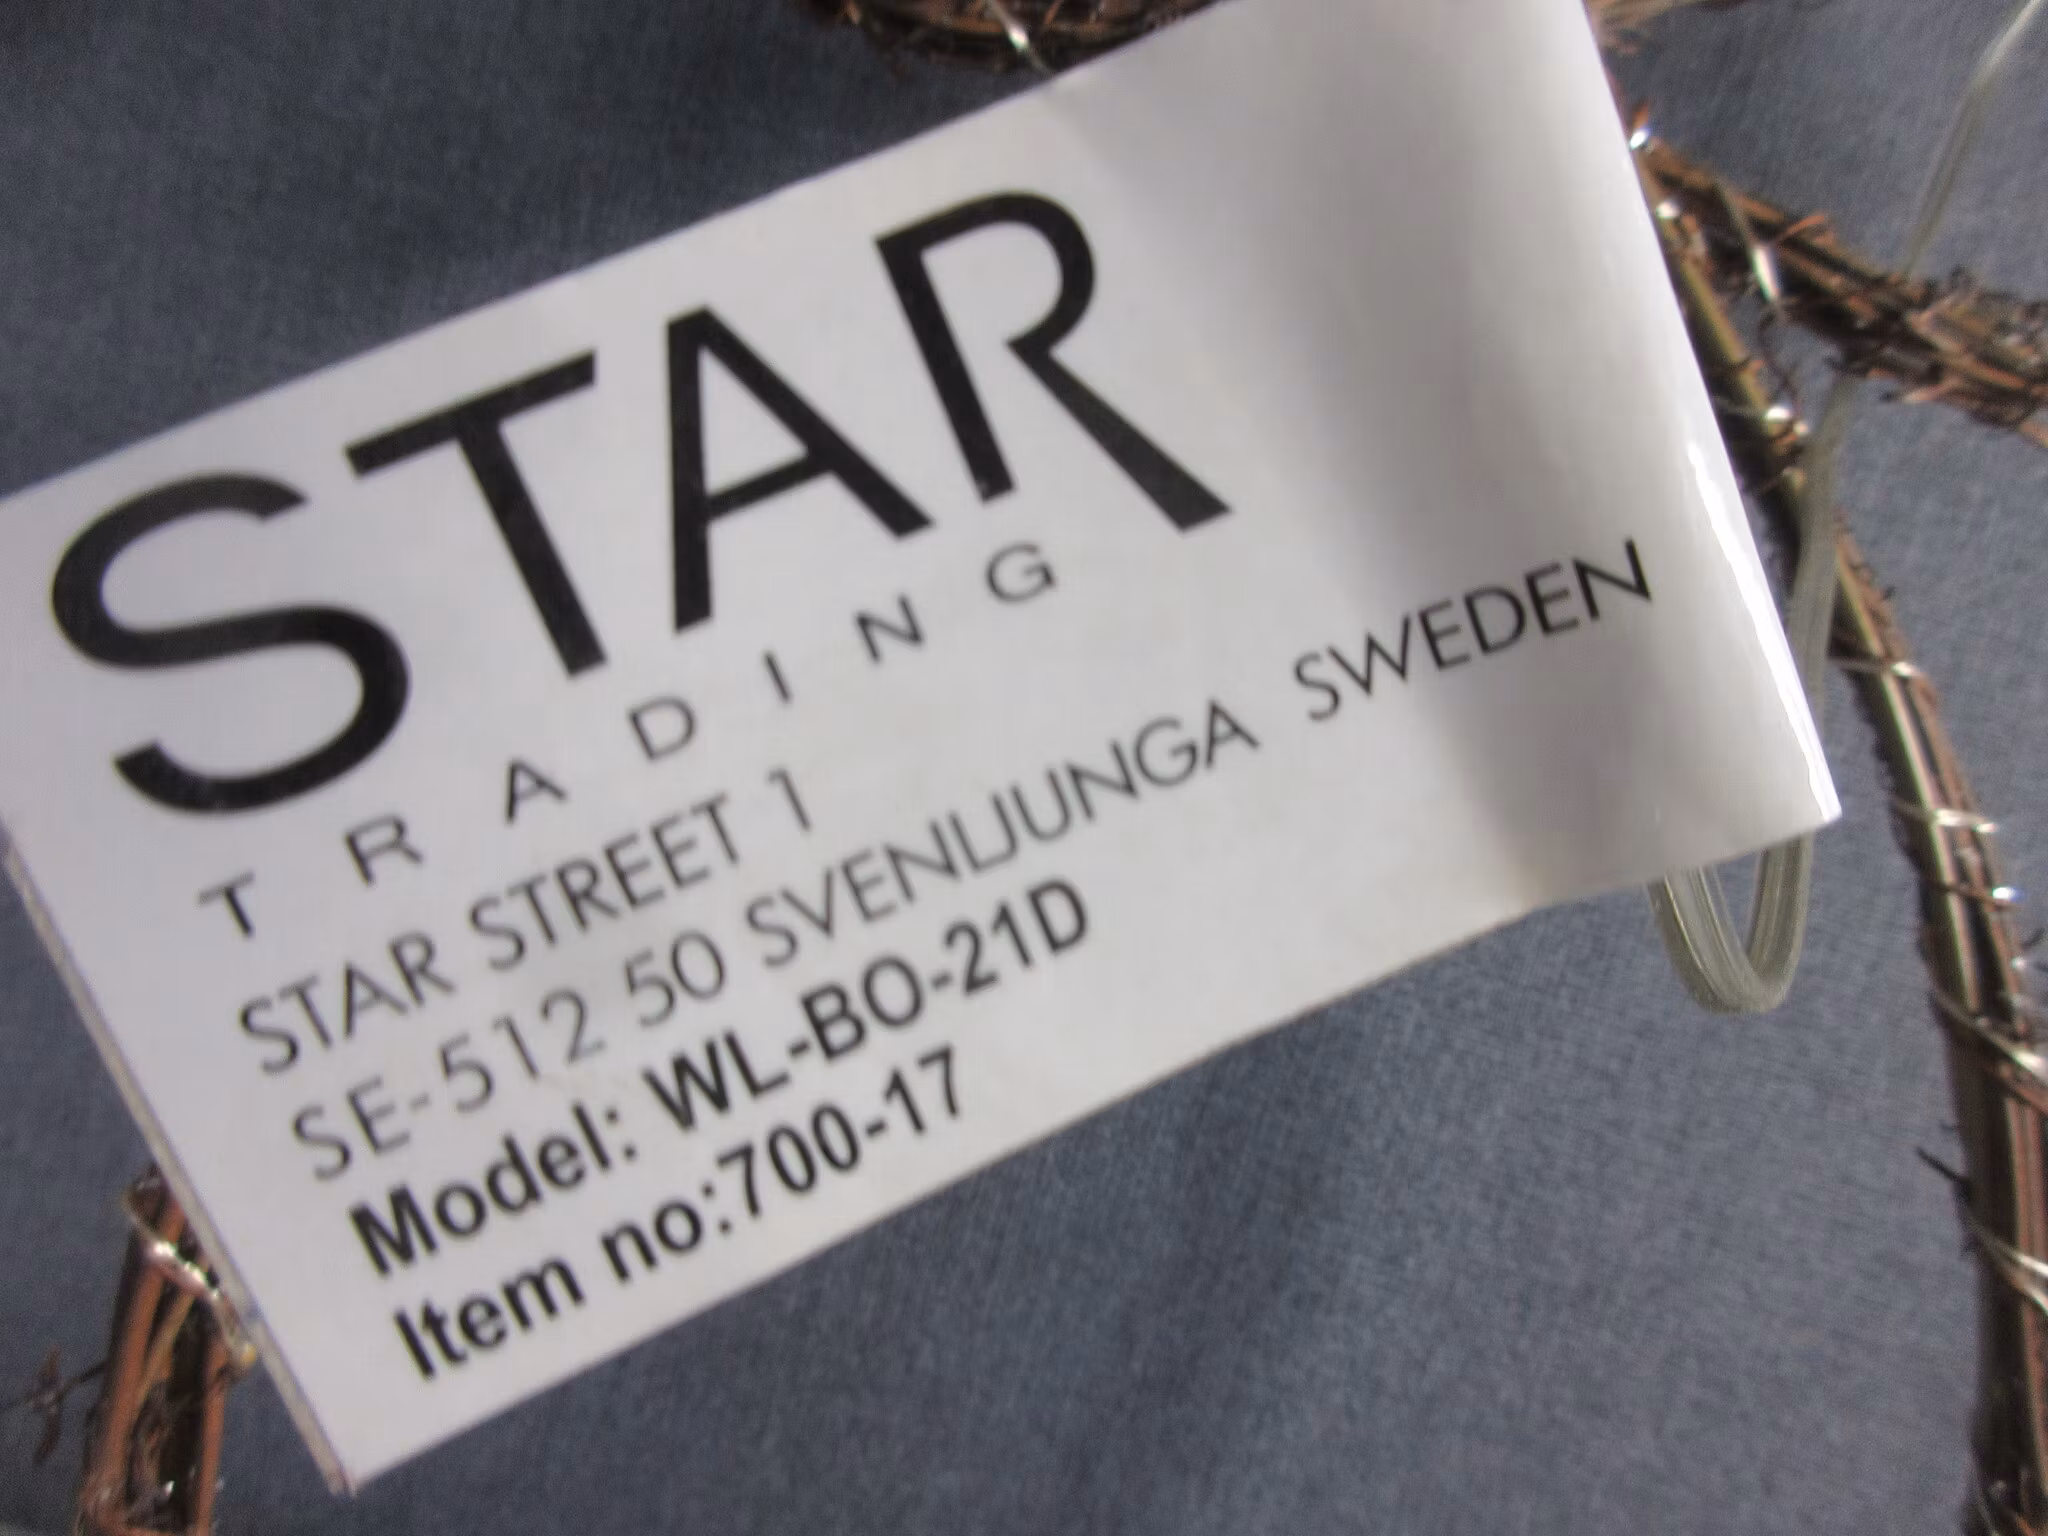 STAR
TRADING
STAR STREET 1
SE-512 50 SVENLJUNGA SWEDEN
Model: WL-BO-21D
Item no:700-17